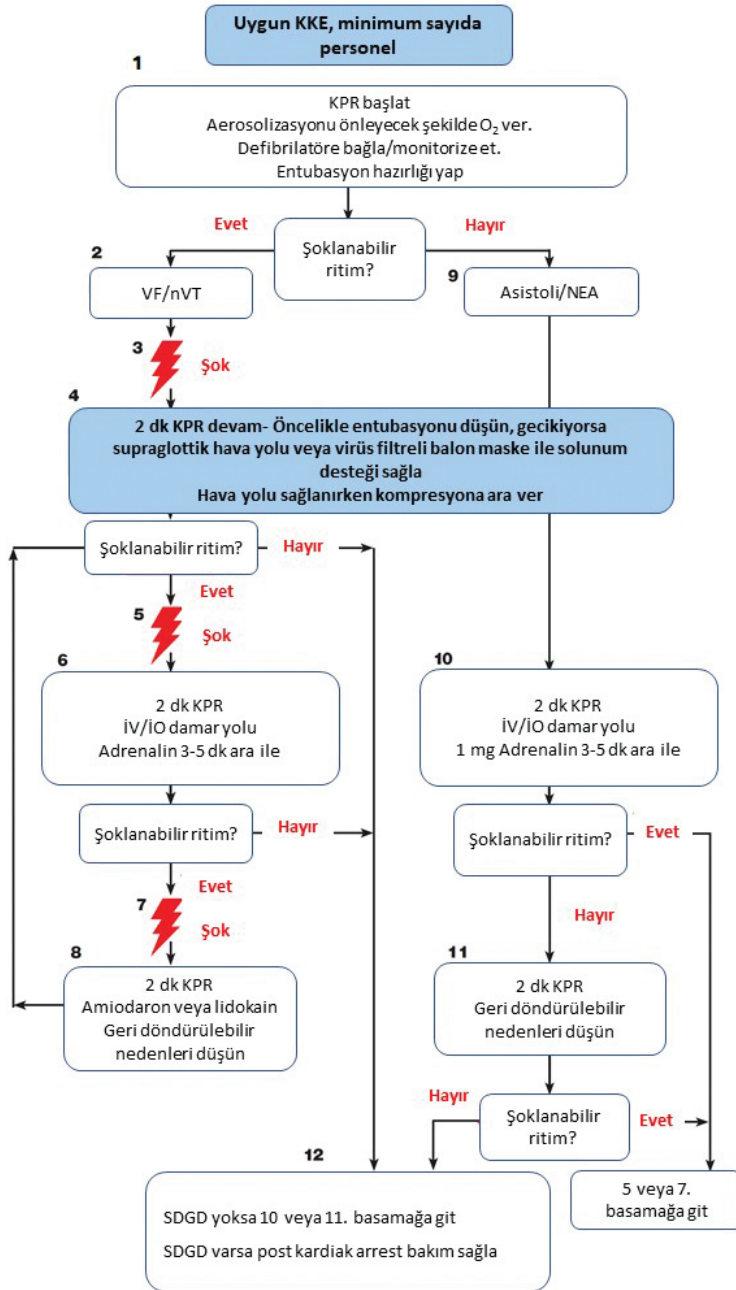 Uygun KKE, minimum sayıda
personel
1
KPR başlat
Aerosolizasyonu önleyecek şekilde O₂ ver.
Defibrilatöre bağla/monitorize et.
Entubasyon hazırlığı yap
Evet
Hayır
Şoklanabilir
ritim?
2
VF/nVT
9
Asistoli/NEA
3
Şok
4
2 dk KPR devam- Öncelikle entubasyonu düşün, gecikiyorsa
supraglottik hava yolu veya virüs filtreli balon maske ile solunum
desteği sağla
Hava yolu sağlanırken kompresyona ara ver
Şoklanabilir ritim?
Hayır
Evet
5
Şok
6
2 dk KPR
İV/İO damar yolu
Adrenalin 3-5 dk ara ile
Şoklanabilir ritim?
Hayır
Evet
7
Şok
8
2 dk KPR
Amiodaron veya lidokain
Geri döndürülebilir
nedenleri düşün
10
2 dk KPR
İV/İO damar yolu
1 mg Adrenalin 3-5 dk ara ile
Şoklanabilir ritim?
Evet
Hayır
11
2 dk KPR
Geri döndürülebilir
nedenleri düşün
Hayır
Şoklanabilir
ritim?
Evet
12
SDGD yoksa 10 veya 11. basamağa git
SDGD varsa post kardiak arrest bakım sağla
5 veya 7.
basamağa git